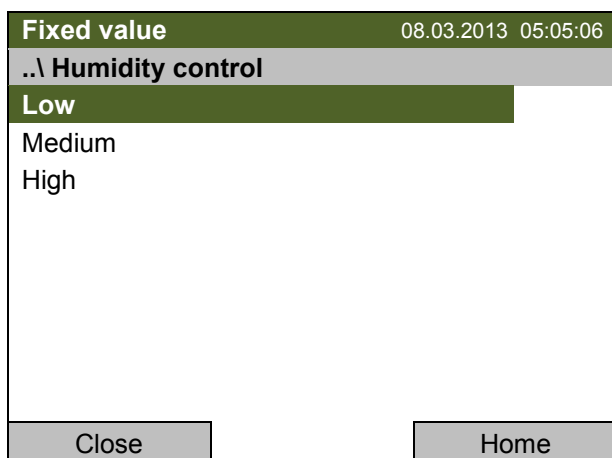 Fixed value 08.03.2013 05:05:06
..\ Humidity control
Low
Medium
High
Close Home